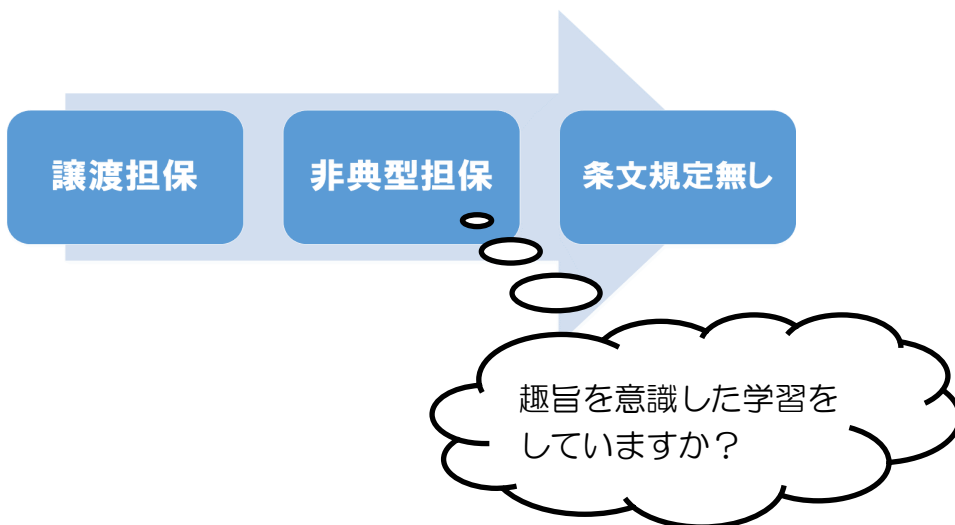 譲渡担保
非典型担保
条文規定無し
趣旨を意識した学習を
していますか？